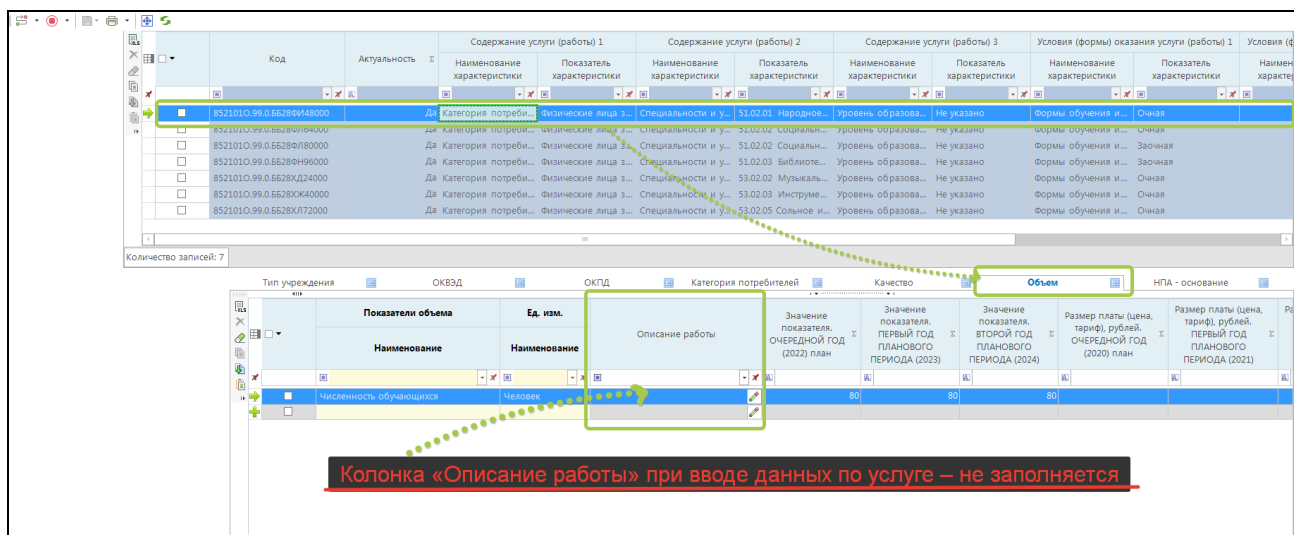 Содержание услуги (работы) 1 Содержание услуги (работы) 2 Содержание услуги (работы) 3 Условия (формы) оказания услуги (работы) 1 Условия (ф
Код Актуальность Σ Наименование характеристики Показатель характеристики Наименование характеристики Показатель характеристики Наименование характеристики Показатель характеристики Наименование характеристики Показатель характеристики Наимен характер
852101О.99.0.ББ28ФИ48000 Да Категория потреби... Физические лица з... Специальности и у... 51.02.01 Народное... Уровень образова... Не указано Формы обучения и... Очная
852101О.99.0.ББ28ФЛ64000 Да Категория потреби... Физические лица з... Специальности и у... 51.02.02 Социальн... Уровень образова... Не указано Формы обучения и... Очная
852101О.99.0.ББ28ФЛ80000 Да Категория потреби... Физические лица з... Специальности и у... 51.02.02 Социальн... Уровень образова... Не указано Формы обучения и... Заочная
852101О.99.0.ББ28ФН96000 Да Категория потреби... Физические лица з... Специальности и у... 51.02.03 Библиоте... Уровень образова... Не указано Формы обучения и... Заочная
852101О.99.0.ББ28ХД24000 Да Категория потреби... Физические лица з... Специальности и у... 53.02.02 Музыкаль... Уровень образова... Не указано Формы обучения и... Очная
852101О.99.0.ББ28ХЖ40000 Да Категория потреби... Физические лица з... Специальности и у... 53.02.03 Инструме... Уровень образова... Не указано Формы обучения и... Очная
852101О.99.0.ББ28ХЛ72000 Да Категория потреби... Физические лица з... Специальности и у... 53.02.05 Сольное и... Уровень образова... Не указано Формы обучения и... Очная
Количество записей: 7
Тип учреждения ОКВЭД ОКПД Категория потребителей Качество Объем НПА - основание
Показатели объема Ед. изм. Описание работы Значение показателя. ОЧЕРЕДНОЙ ГОД (2022) план Σ Значение показателя. ПЕРВЫЙ ГОД ПЛАНОВОГО ПЕРИОДА (2023) Σ Значение показателя. ВТОРОЙ ГОД ПЛАНОВОГО ПЕРИОДА (2024) Σ Размер платы (цена, тариф), рублей. ОЧЕРЕДНОЙ ГОД (2020) план Σ Размер платы (цена, тариф), рублей. ПЕРВЫЙ ГОД ПЛАНОВОГО ПЕРИОДА (2021) Σ Ра
Наименование Наименование
Численность обучающихся Человек 80 80 80
Колонка «Описание работы» при вводе данных по услуге – не заполняется